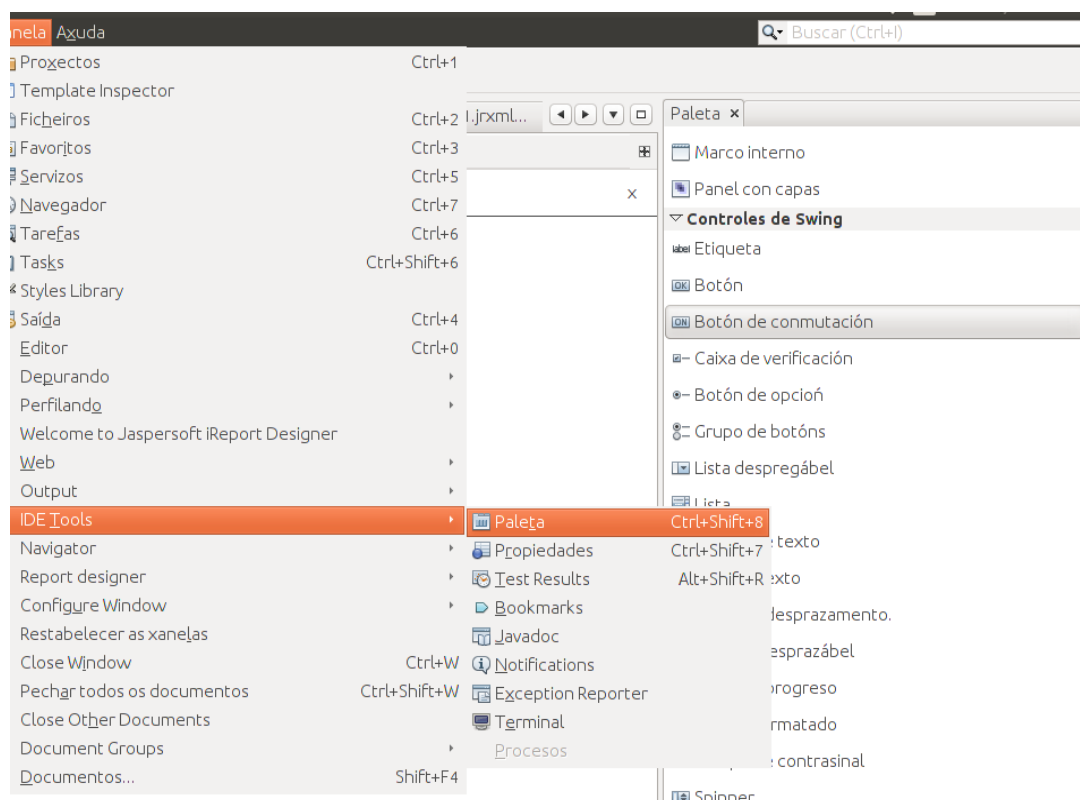 nela Axuda
Buscar (Ctrl+I)
Proxectos Ctrl+1
Template Inspector
Ficheiros Ctrl+2
Favoritos Ctrl+3
Servizos Ctrl+5
Navegador Ctrl+7
Tarefas Ctrl+6
Tasks Ctrl+Shift+6
Styles Library
Saída Ctrl+4
Editor Ctrl+0
Depurando
Perfilando
Welcome to Jaspersoft iReport Designer
Web
Output
IDE Tools
Navigator
Report designer
Configure Window
Restabelecer as xanelas
Close Window Ctrl+W
Pechar todos os documentos Ctrl+Shift+W
Close Other Documents
Document Groups
Documentos... Shift+F4
Paleta Ctrl+Shift+8
Propiedades Ctrl+Shift+7
Test Results Alt+Shift+R
Bookmarks
Javadoc
Notifications
Exception Reporter
Terminal
Procesos
.jrxml...
Paleta x
Marco interno
Panel con capas
Controles de Swing
label Etiqueta
OK Botón
ON Botón de conmutación
Caixa de verificación
Botón de opcioń
Grupo de botóns
Lista despregábel
Lista
texto
exto
desprazamento.
esprazábel
progreso
rmatado
contrasinal
Spinner